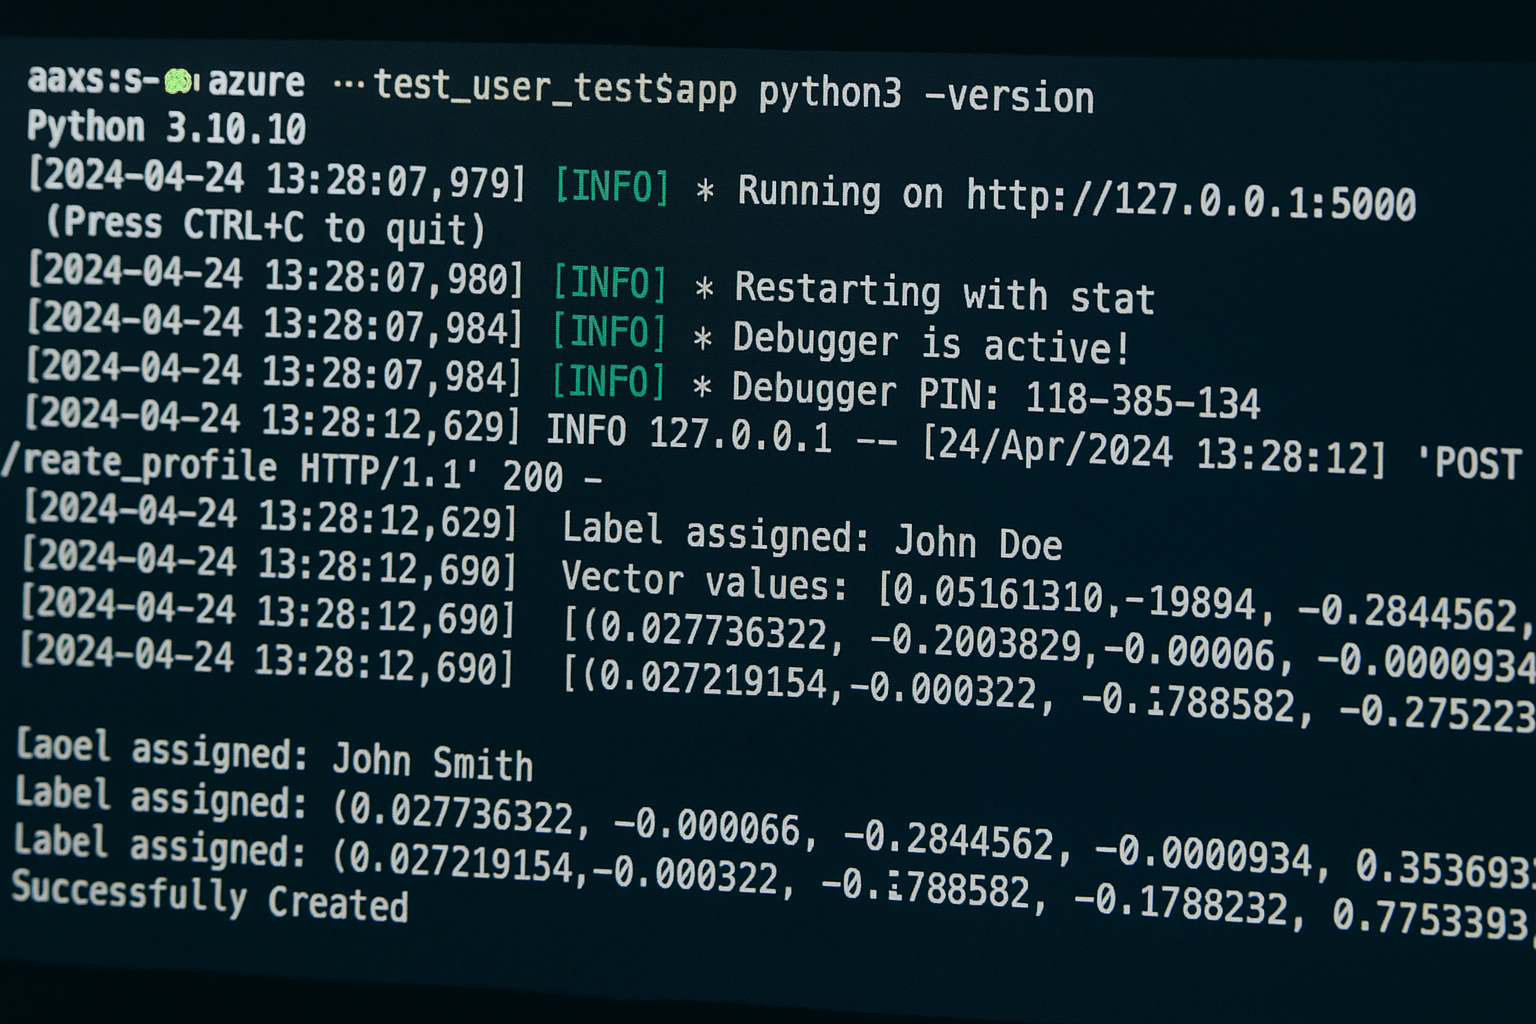 aaxs:s- azure ···test_user_test$app python3 –version
Python 3.10.10
[2024–04–24 13:28:07,979] [INFO] * Running on http://127.0.0.1:5000
(Press CTRL+C to quit)
[2024–04–24 13:28:07,980] [INFO] * Restarting with stat
[2024–04–24 13:28:07,984] [INFO] * Debugger is active!
[2024–04–24 13:28:07,984] [INFO] * Debugger PIN: 118–385–134
[2024–04–24 13:28:12,629] INFO 127.0.0.1 –– [24/Apr/2024 13:28:12] 'POST
/reate_profile HTTP/1.1' 200 –
[2024–04–24 13:28:12,629] Label assigned: John Doe
[2024–04–24 13:28:12,690] Vector values: [0.05161310,–19894, –0.2844562,
[2024–04–24 13:28:12,690] [(0.027736322, –0.2003829,–0.00006, –0.0000934
[2024–04–24 13:28:12,690] [(0.027219154,–0.000322, –0.1788582, –0.275223
Caoel assigned: John Smith
Label assigned: (0.027736322, –0.000066, –0.2844562, –0.0000934, 0.353693
Label assigned: (0.027219154,–0.000322, –0.1788582, –0.1788232, 0.7753393,
Successfully Created